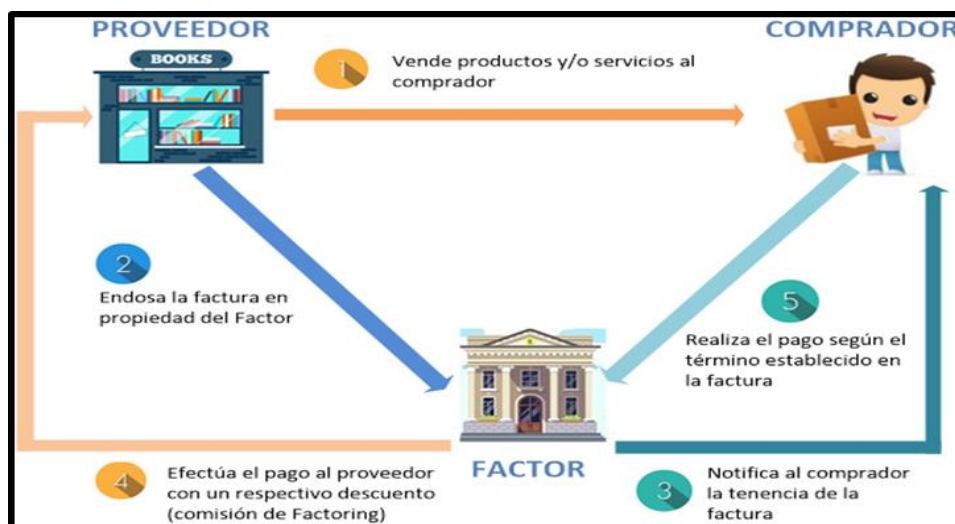 PROVEEDOR
COMPRADOR
BOOKS
1
Vende productos y/o servicios al
comprador
2
Endosa la factura en
propiedad del Factor
5
Realiza el pago según el
término establecido en
la factura
FACTOR
4
Efectúa el pago al proveedor
con un respectivo descuento
(comisión de Factoring)
3
Notifica al comprador
la tenencia de la
factura